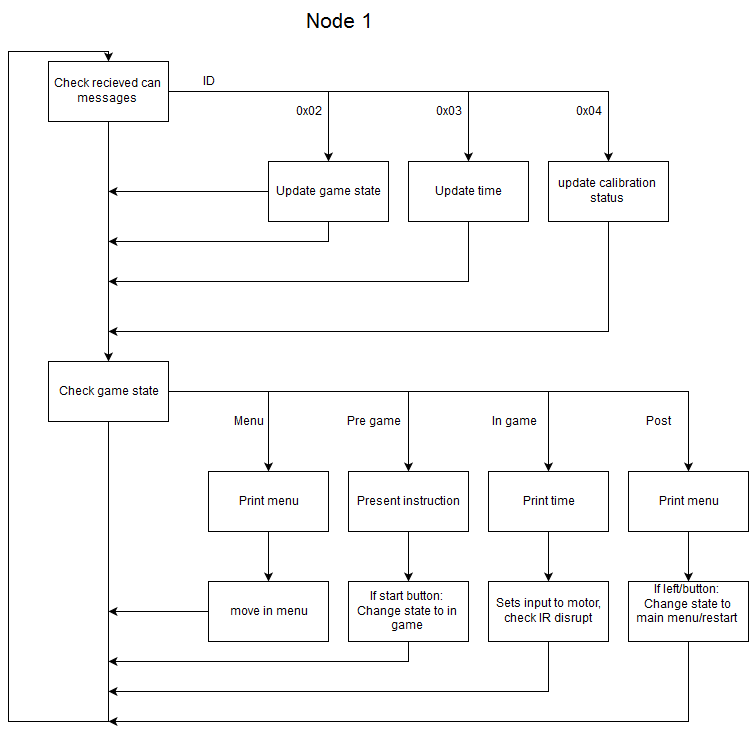 Node 1
Check recieved can
messages
ID
0x02
0x03
0x04
Update game state
Update time
update calibration
status
Check game state
Menu
Pre game
In game
Post
Print menu
Present instruction
Print time
Print menu
move in menu
If start button:
Change state to in
game
Sets input to motor,
check IR disrupt
If left/button:
Change state to
main menu/restart